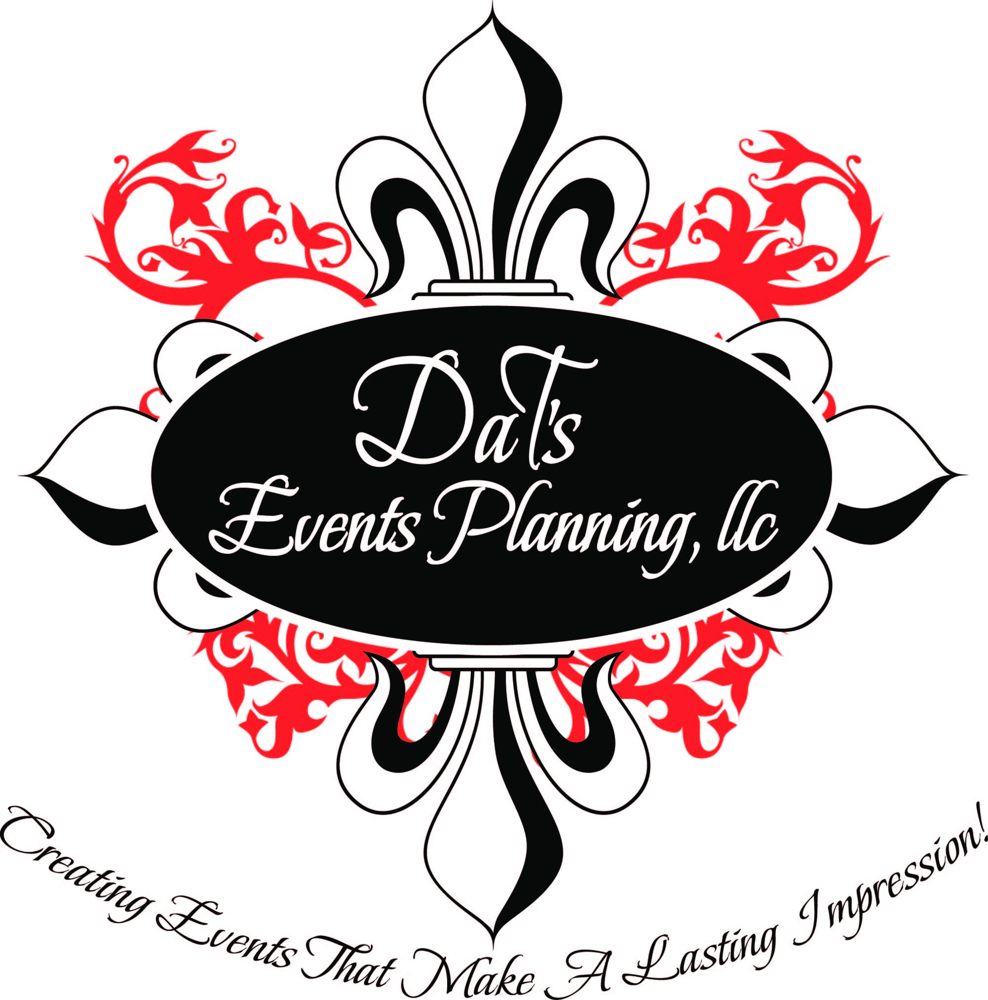 DaT's
Events Planning, llc
Creating Events That Make A Lasting Impression!